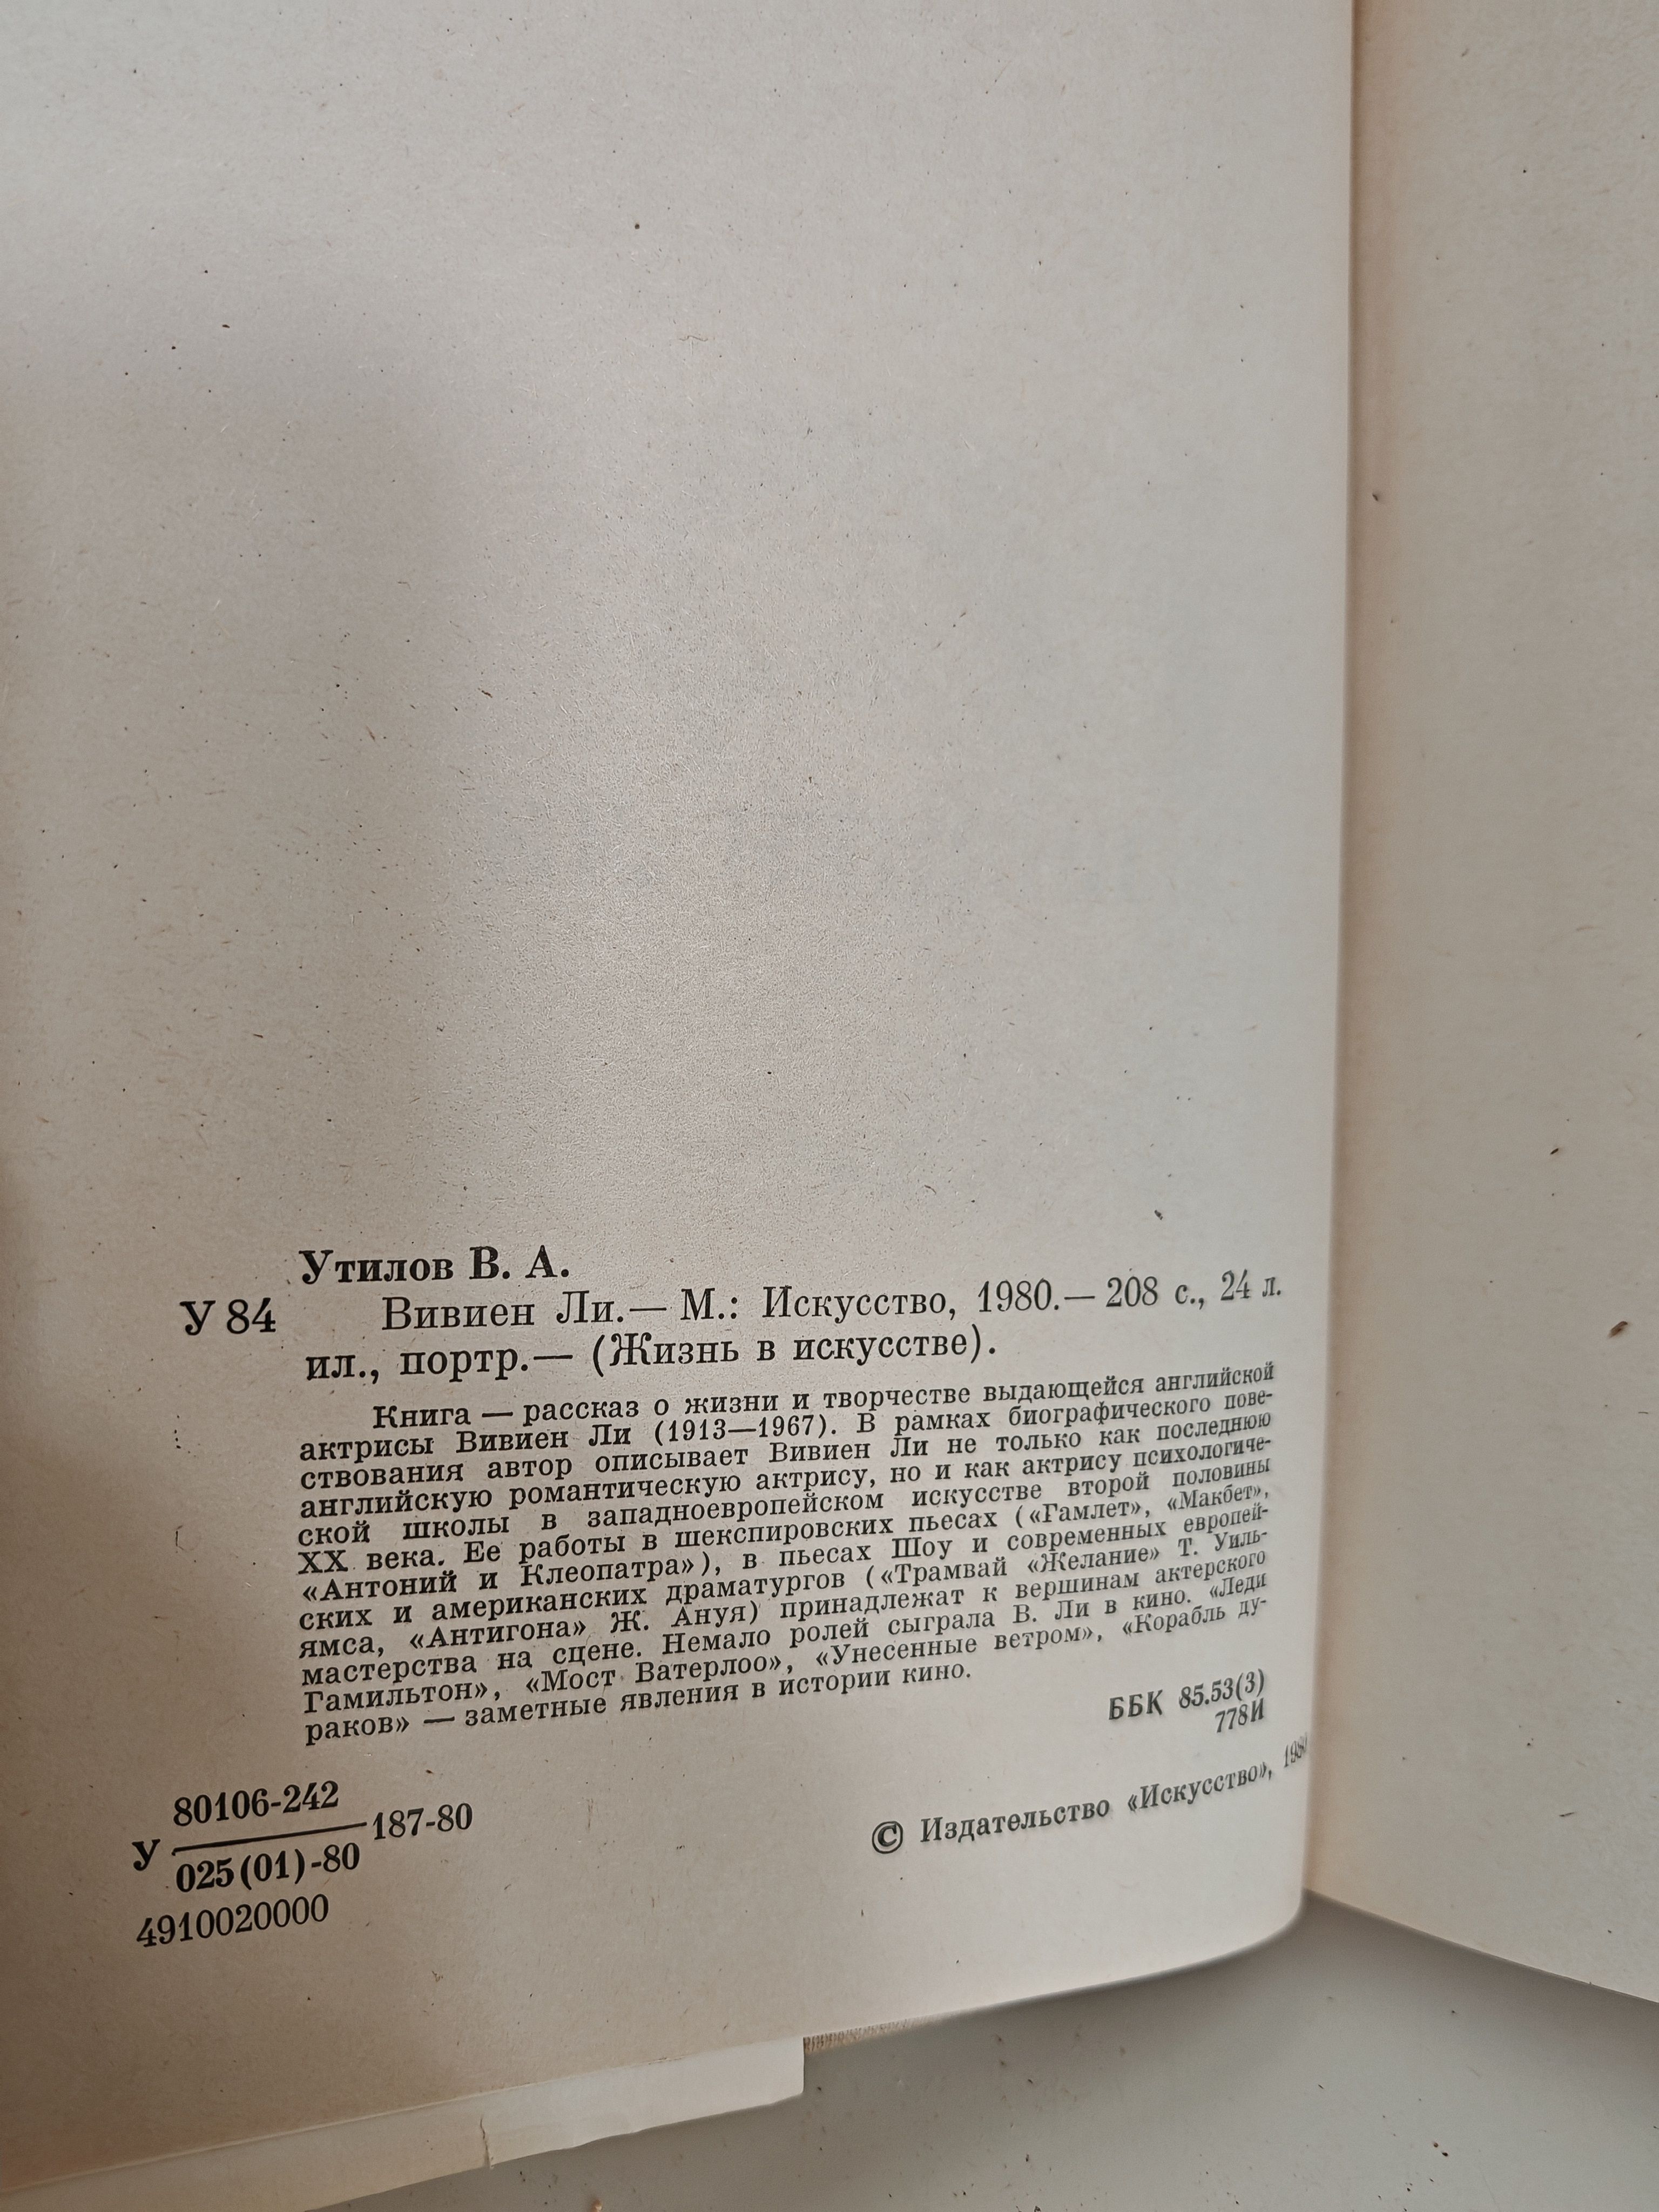 Утилов В. А.
У 84 Вивиен Ли.— М.: Искусство, 1980.— 208 с., 24 л.
ил., портр.— (Жизнь в искусстве).
Книга — рассказ о жизни и творчестве выдающейся английской
актрисы Вивиен Ли (1913—1967). В рамках биографического пове-
ствования автор описывает Вивиен Ли не только как последнюю
английскую романтическую актрису, но и как актрису психологиче-
ской школы в западноевропейском искусстве второй половины
XX века. Ее работы в шекспировских пьесах («Гамлет», «Макбет»,
«Антоний и Клеопатра»), в пьесах Шоу и современных европей-
ских и американских драматургов («Трамвай «Желание» Т. Уиль-
ямса, «Антигона» Ж. Ануя) принадлежат к вершинам актерского
мастерства на сцене. Немало ролей сыграла В. Ли в кино. «Леди
Гамильтон», «Мост Ватерлоо», «Унесенные ветром», «Корабль ду-
раков» — заметные явления в истории кино.
ББК 85.53(3)
778И
80106-242
У 187-80
025(01)-80
4910020000
© Издательство «Искусство», 1980